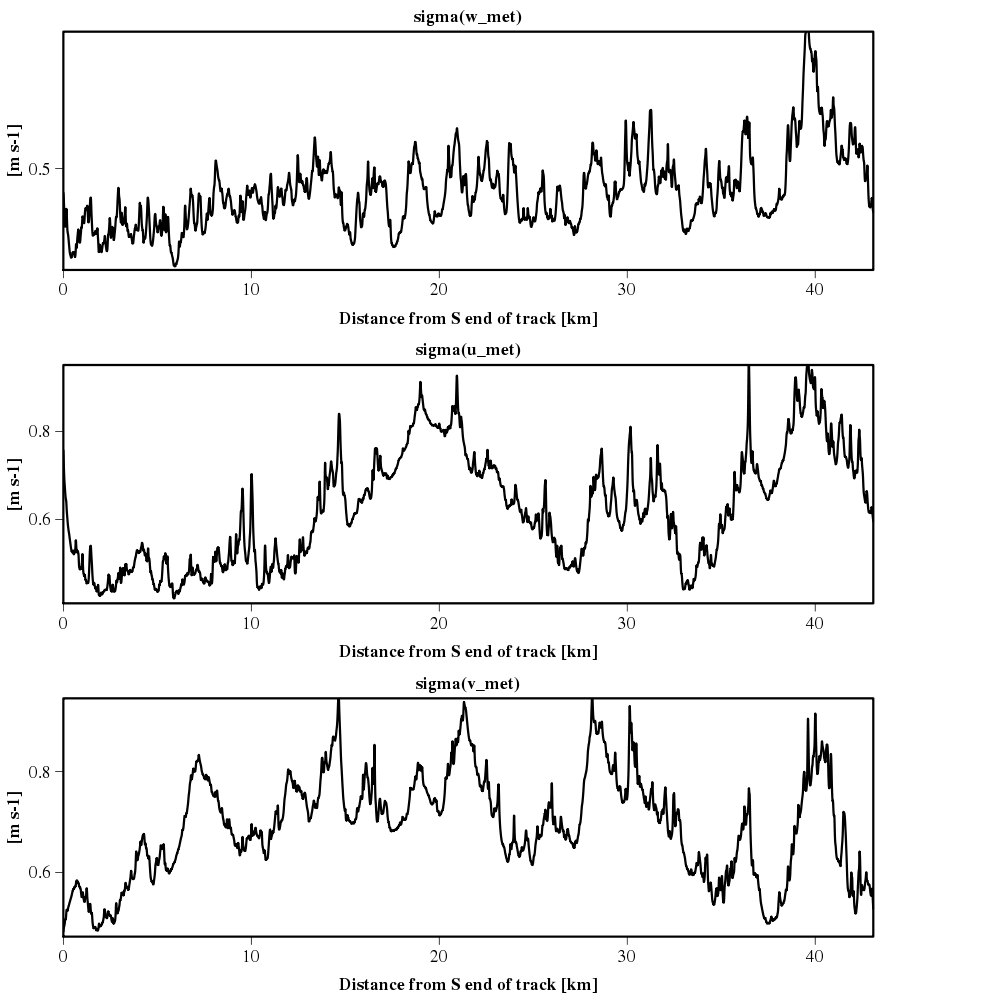 sigma(w_met)
[m s-1]
0.5
0 10 20 30 40
Distance from S end of track [km]
sigma(u_met)
[m s-1]
0.8
0.6
0 10 20 30 40
Distance from S end of track [km]
sigma(v_met)
[m s-1]
0.8
0.6
0 10 20 30 40
Distance from S end of track [km]